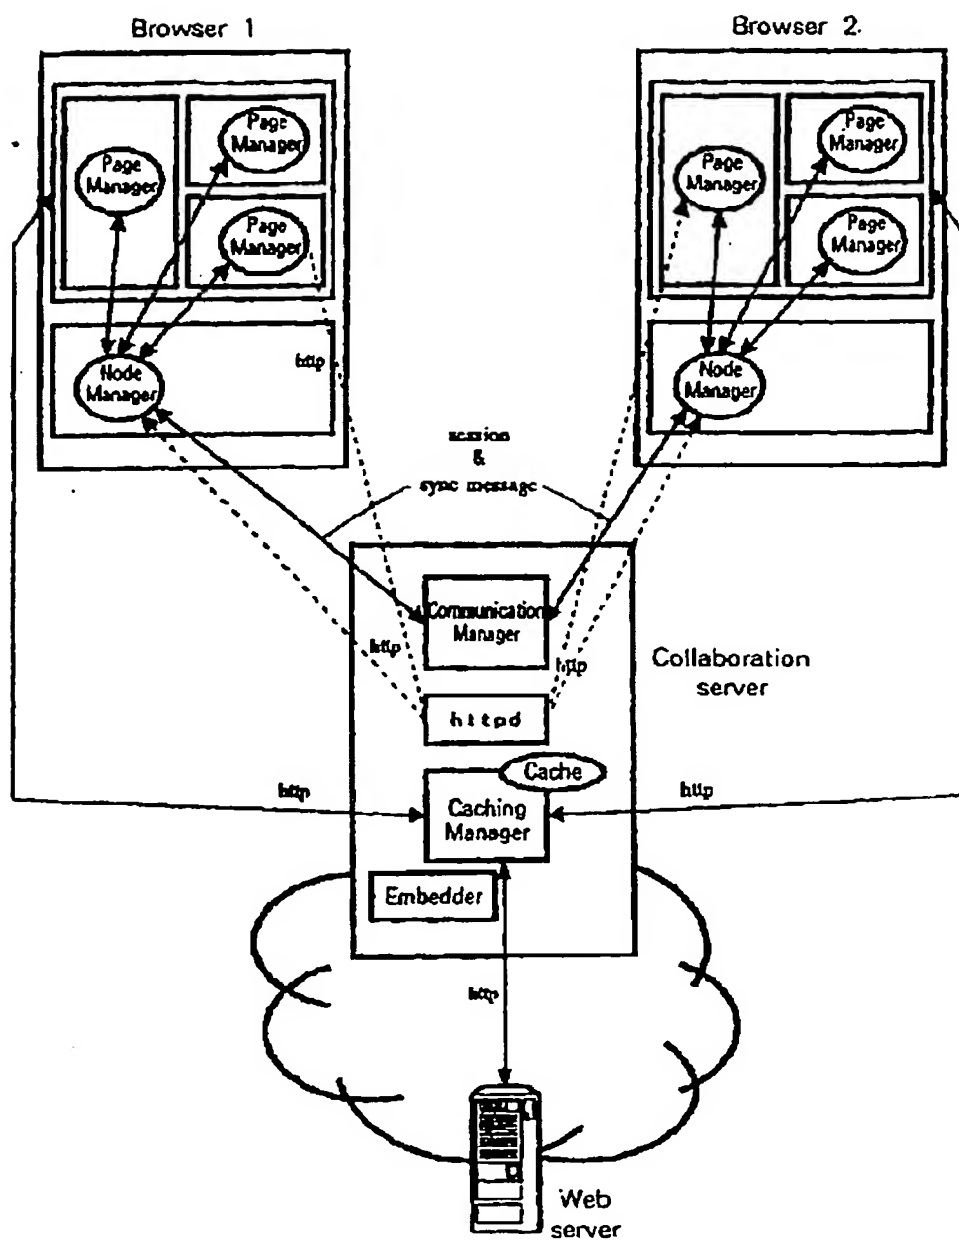 Browser 1
Browser 2.
Page
Manager
Page
Manager
Page
Manager
Node
Manager
Page
Manager
Page
Manager
Page
Manager
Node
Manager
http
session
&
sync message
Communication
Manager
http
http
httpd
Collaboration
server
Cache
http
Caching
Manager
http
Embedder
http
Web
server